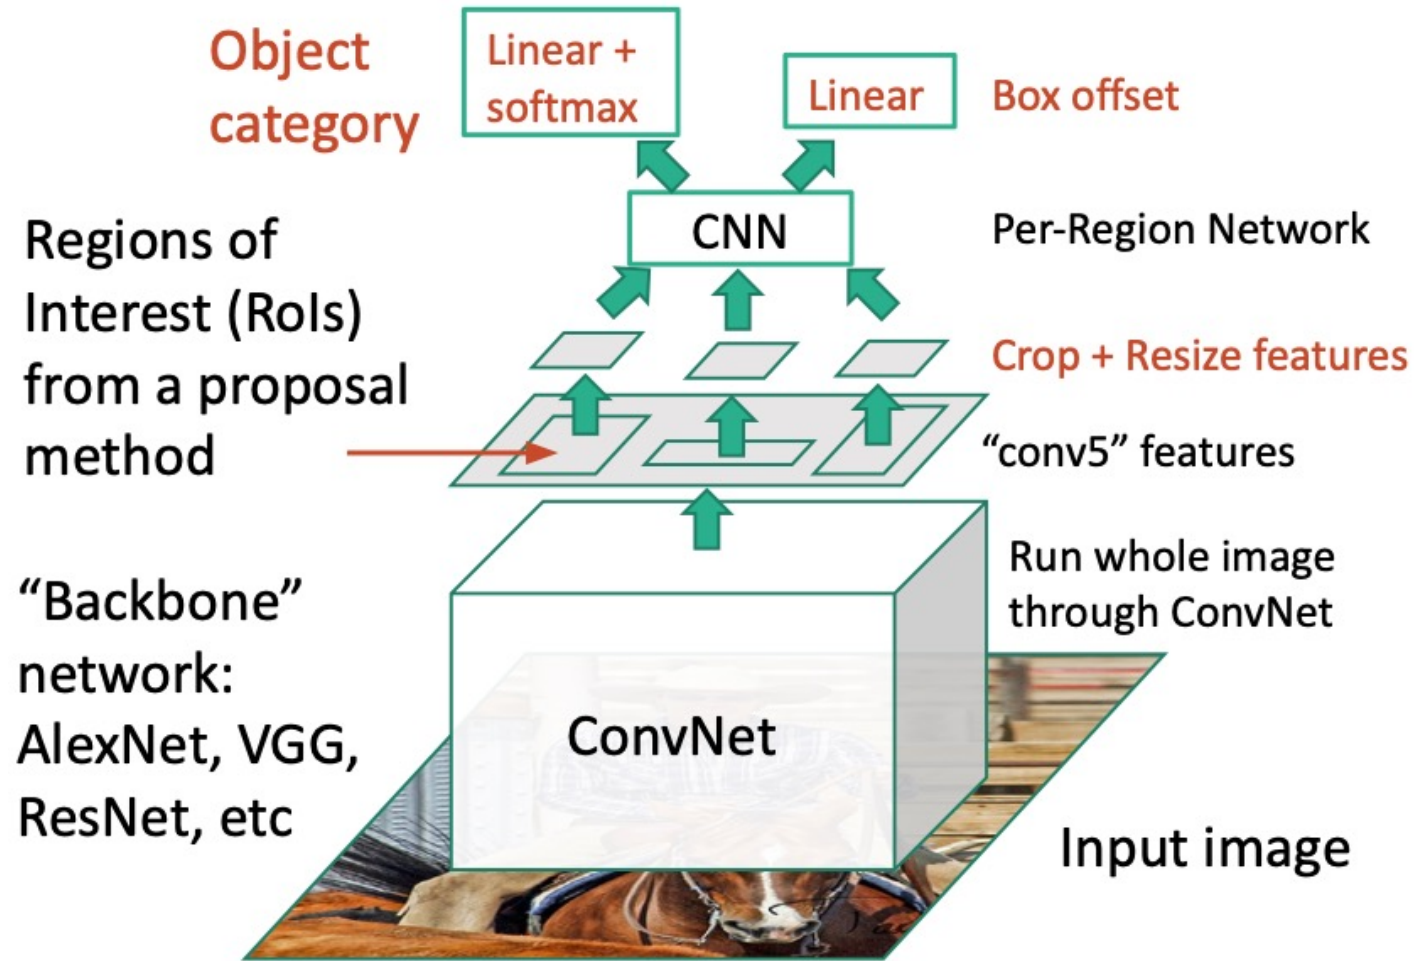 Object
category
Linear +
softmax
Linear
Box offset
CNN
Per-Region Network
Regions of
Interest (RoIs)
from a proposal
method
Crop + Resize features
“conv5” features
Run whole image
through ConvNet
“Backbone”
network:
AlexNet, VGG,
ResNet, etc
ConvNet
Input image